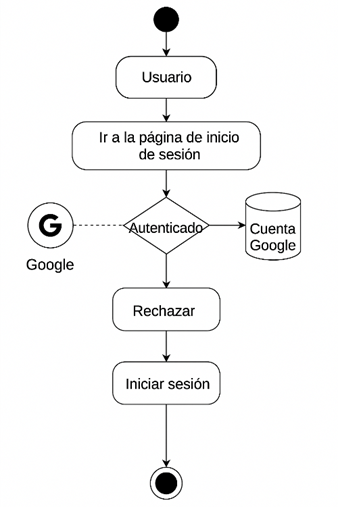 Usuario
Ir a la página de inicio
de sesión
G
Autenticado
Cuenta
Google
Google
Rechazar
Iniciar sesión